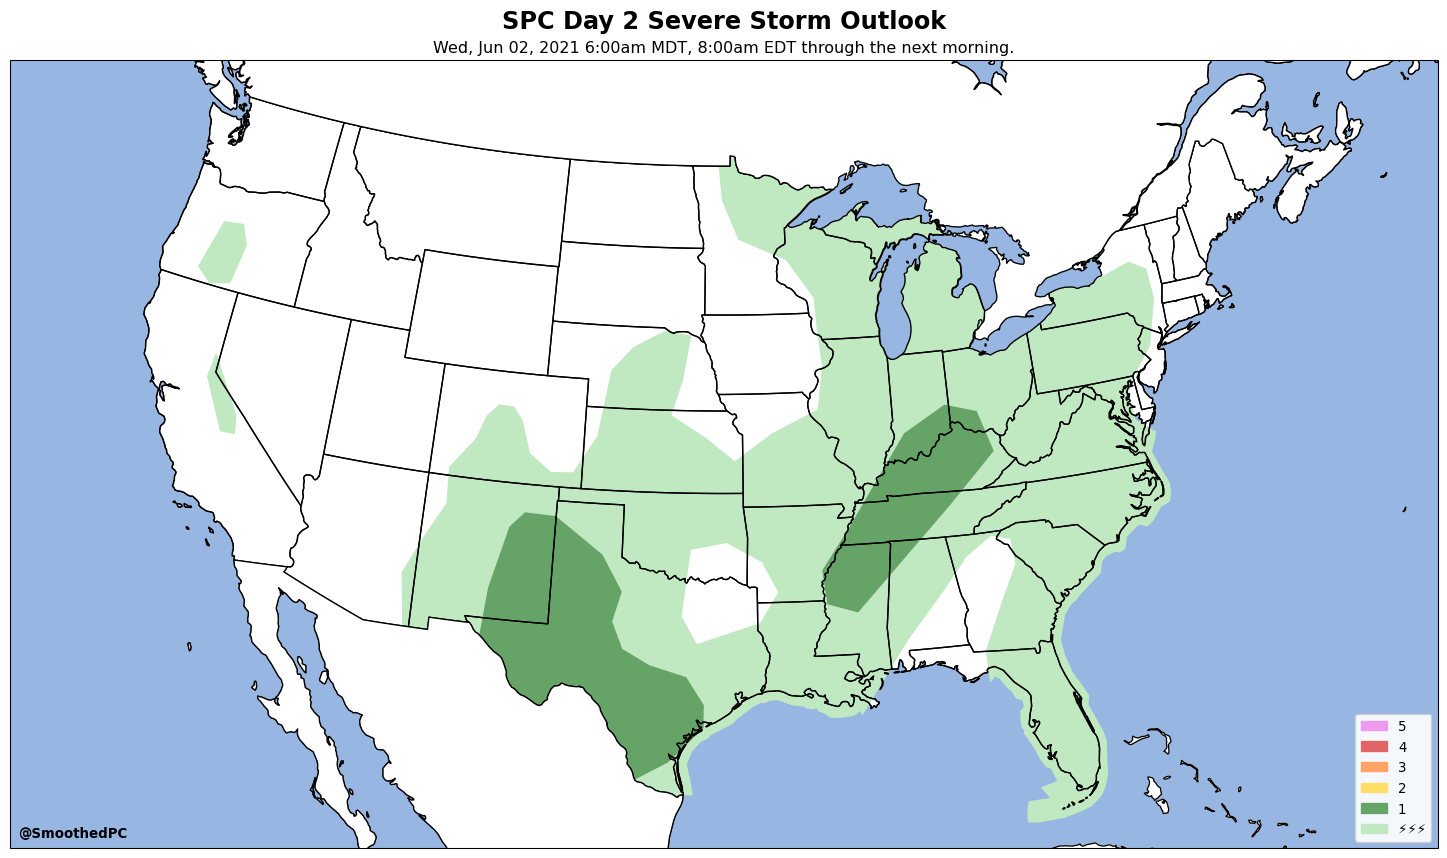 SPC Day 2 Severe Storm Outlook
Wed, Jun 02, 2021 6:00am MDT, 8:00am EDT through the next morning.
5
4
3
2
1
⚡⚡⚡
@SmoothedPC